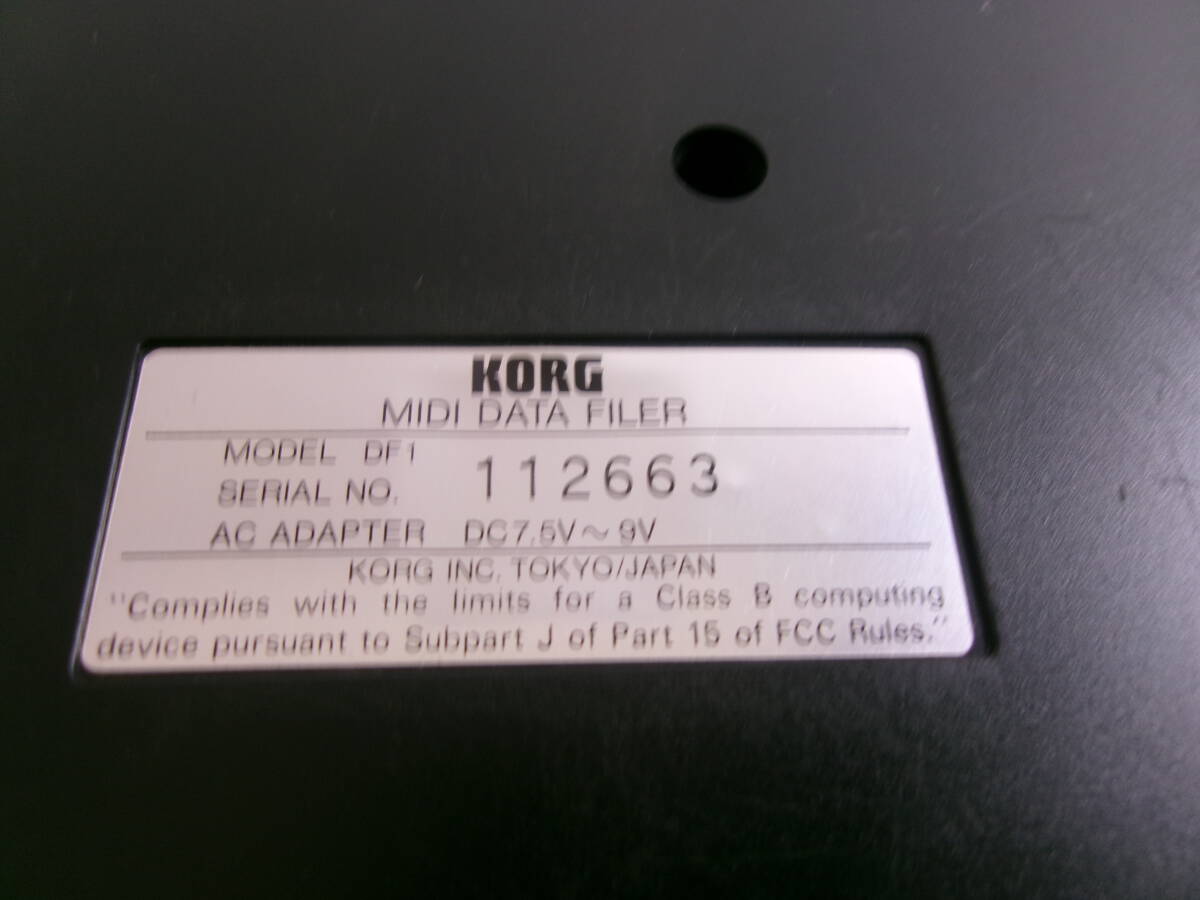 KORG
MIDI DATA FILER
MODEL DF1
SERIAL NO. 112663
AC ADAPTER DC7.5V～9V
KORG INC. TOKYO/JAPAN
"Complies with the limits for a Class B computing
device pursuant to Subpart J of Part 15 of FCC Rules."